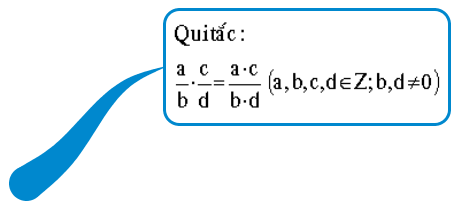 Quitắc:
a/b · c/d = a·c/b·d (a,b,c,d∈Z;b,d≠0)